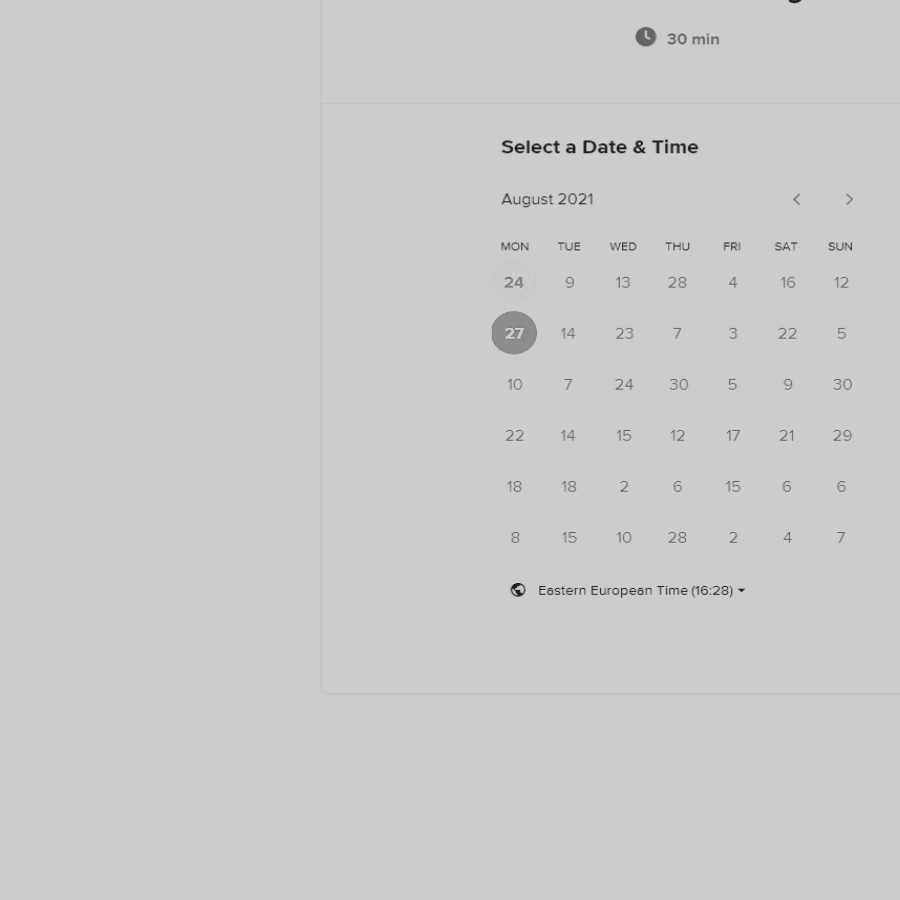 30 min
Select a Date & Time
August 2021
MON TUE WED THU FRI SAT SUN
24 9 13 28 4 16 12
27 14 23 7 3 22 5
10 7 24 30 5 9 30
22 14 15 12 17 21 29
18 18 2 6 15 6 6
8 15 10 28 2 4 7
Eastern European Time (16:28)